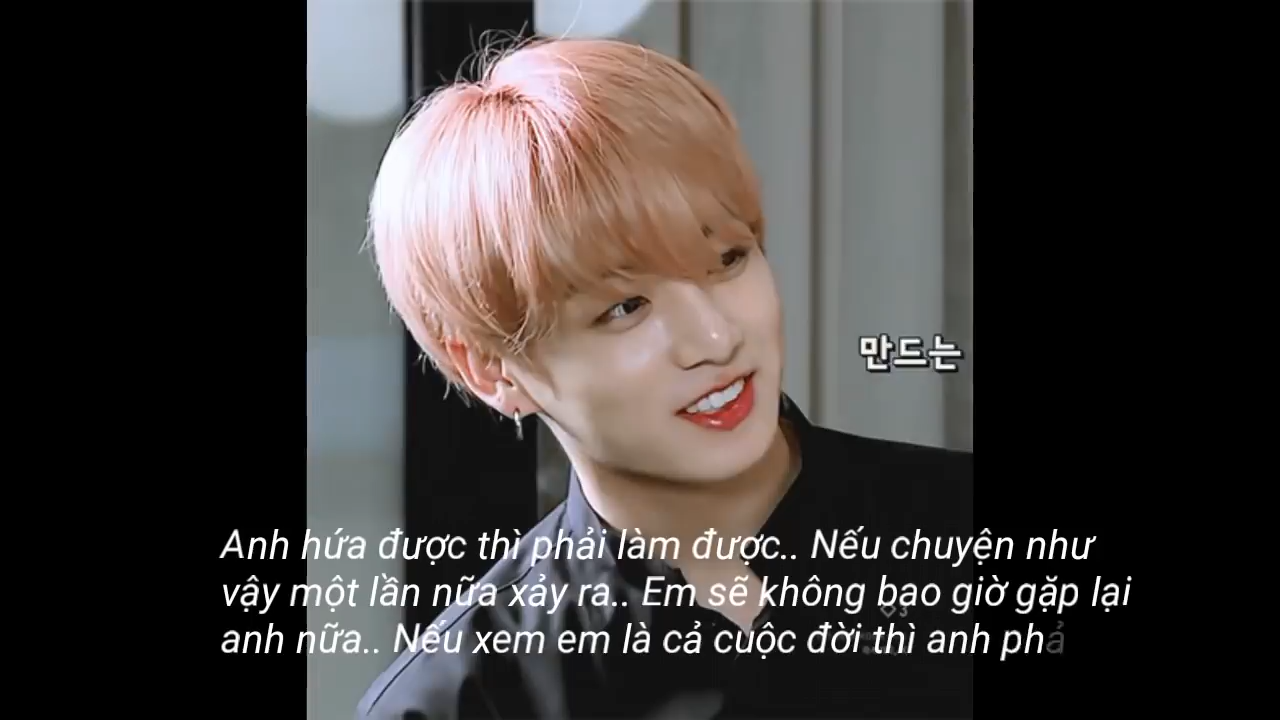 만드는
Anh hứa được thì phải làm được.. Nếu chuyện như
vậy một lần nữa xảy ra.. Em sẽ không bao giờ gặp lại
anh nữa.. Nếu xem em là cả cuộc đời thì anh phả